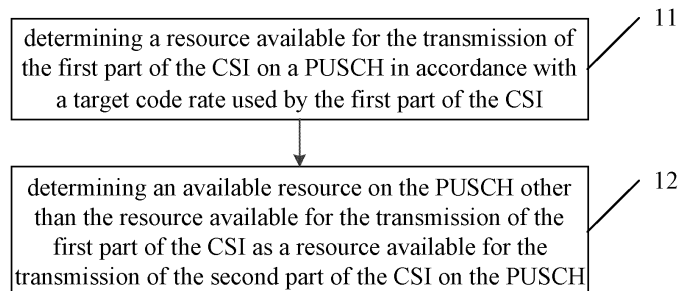 determining a resource available for the transmission of
the first part of the CSI on a PUSCH in accordance with
a target code rate used by the first part of the CSI
11
determining an available resource on the PUSCH other
than the resource available for the transmission of the
first part of the CSI as a resource available for the
transmission of the second part of the CSI on the PUSCH
12